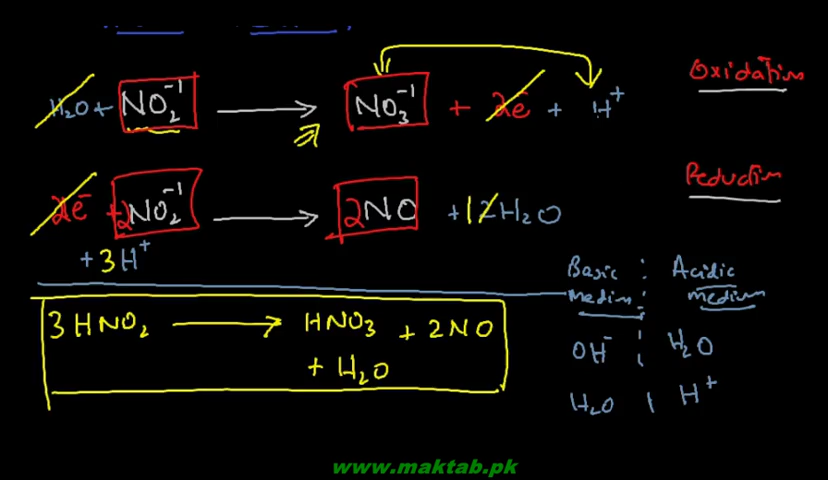 H₂O + NO₂⁻¹ ⟶ NO₃⁻¹ + 2e⁻ + H⁺ Oxidation
2e⁻ + 2NO₂⁻¹ ⟶ 2NO + 12H₂O Reduction
+ 3H⁺
Basic : Acidic
Medium : medium
3HNO₂ ⟶ HNO₃ + 2NO
+ H₂O
OH⁻ : H₂O
H₂O | H⁺
www.maktab.pk